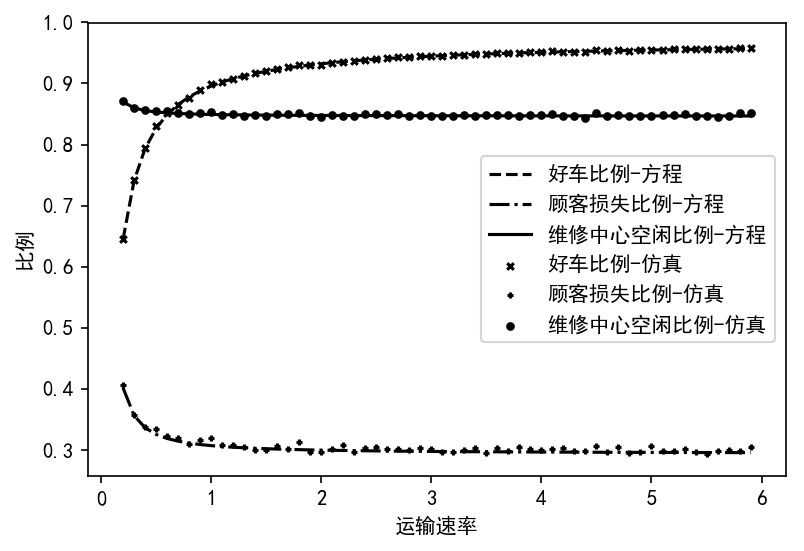 1.0
0.9
0.8
0.7
0.6
0.5
0.4
0.3
比例
好车比例-方程
顾客损失比例-方程
维修中心空闲比例-方程
好车比例-仿真
顾客损失比例-仿真
维修中心空闲比例-仿真
0 1 2 3 4 5 6
运输速率